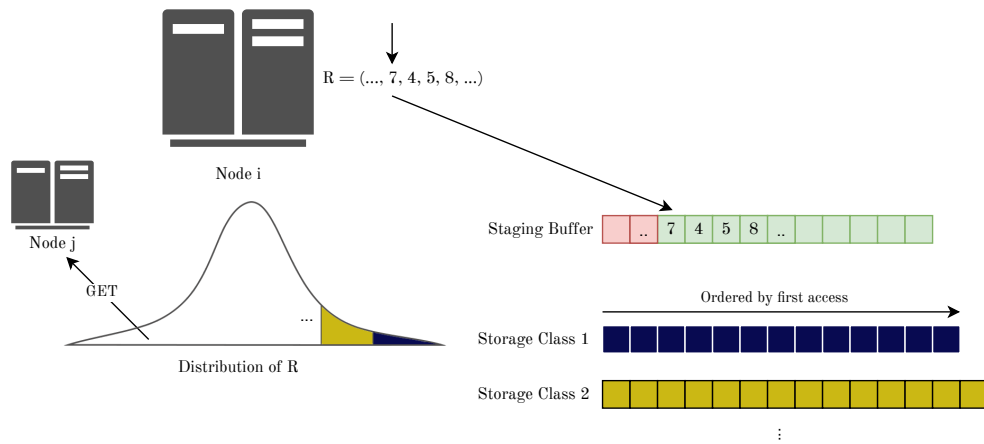 R = (..., 7, 4, 5, 8, ...)
Node i
Node j
GET
...
Distribution of R
Staging Buffer
.. 7 4 5 8 ..
Ordered by first access
Storage Class 1
Storage Class 2
⋮